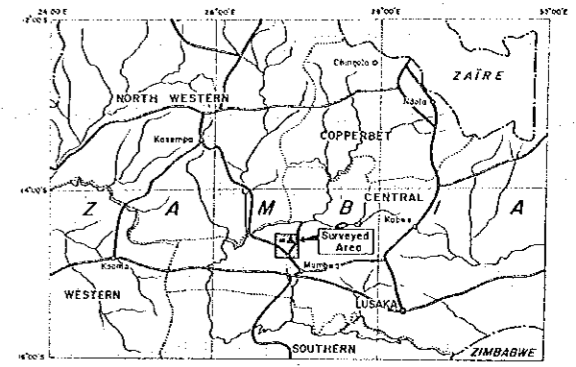 24°00'E
26°00'E
28°00'E
30°00'E
12°00'S
Chingola
ZAÏRE
NORTH WESTERN
Ndola
COPPERBET
Kasempa
14°00'S
CENTRAL
Z A M B I A
Kabwe
Surveyed
Area
Kaoma
Mumbwa
WESTERN
LUSAKA
16°00'S
SOUTHERN
ZIMBABWE